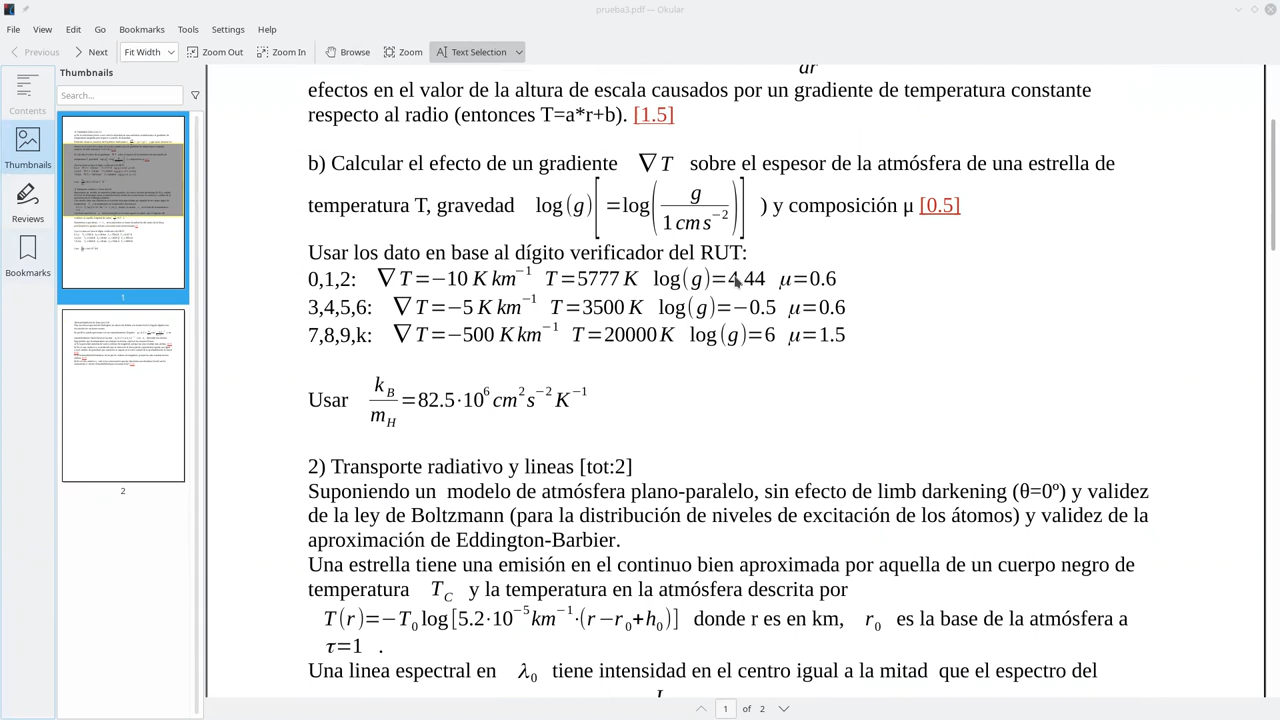 prueba3.pdf — Okular
File View Edit Go Bookmarks Tools Settings Help
Previous Next Fit Width Zoom Out Zoom In Browse Zoom Text Selection
Thumbnails
Search...
Contents
Thumbnails
Reviews
Bookmarks
1
2
dr
efectos en el valor de la altura de escala causados por un gradiente de temperatura constante
respecto al radio (entonces T=a*r+b). [1.5]
b) Calcular el efecto de un gradiente ∇T sobre el espesor de la atmósfera de una estrella de
temperatura T, gravedad log(g)[=log(g/(1 cm s⁻²))] ) y composición μ [0.5]
Usar los dato en base al dígito verificador del RUT:
0,1,2: ∇T=−10 K km⁻¹ T=5777 K log(g)=4.44 μ=0.6
3,4,5,6: ∇T=−5 K km⁻¹ T=3500 K log(g)=−0.5 μ=0.6
7,8,9,k: ∇T=−500 K km⁻¹ T=20000 K log(g)=6 μ=1.5
Usar k_B/m_H=82.5·10⁶ cm² s⁻² K⁻¹
2) Transporte radiativo y lineas [tot:2]
Suponiendo un modelo de atmósfera plano-paralelo, sin efecto de limb darkening (θ=0º) y validez
de la ley de Boltzmann (para la distribución de niveles de excitación de los átomos) y validez de la
aproximación de Eddington-Barbier.
Una estrella tiene una emisión en el continuo bien aproximada por aquella de un cuerpo negro de
temperatura T_C y la temperatura en la atmósfera descrita por
T(r)=−T₀ log[5.2·10⁻⁵ km⁻¹·(r−r₀+h₀)] donde r es en km, r₀ es la base de la atmósfera a
τ=1 .
Una linea espectral en λ₀ tiene intensidad en el centro igual a la mitad que el espectro del
1 of 2